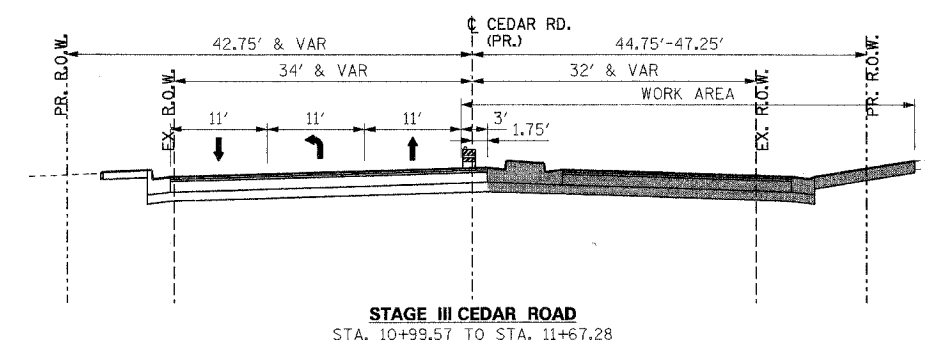 ℄ CEDAR RD.
(PR.)
42.75' & VAR
44.75'-47.25'
PR. R.O.W.
PR. R.O.W.
34' & VAR
32' & VAR
EX. R.O.W.
EX. R.O.W.
WORK AREA
11'
11'
11'
3'
1.75'
STAGE III CEDAR ROAD
STA. 10+99.57 TO STA. 11+67.28